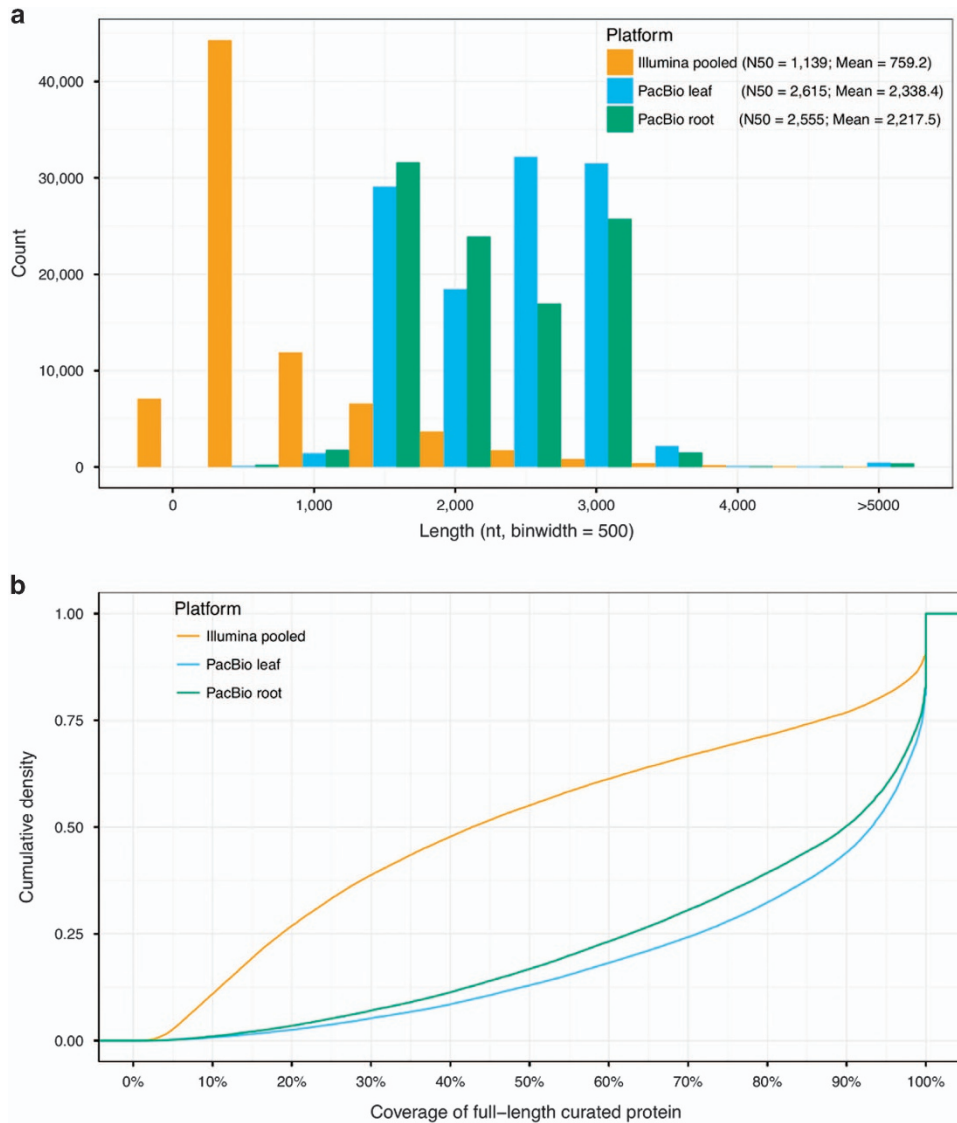 a
Platform
Illumina pooled (N50 = 1,139; Mean = 759.2)
PacBio leaf (N50 = 2,615; Mean = 2,338.4)
PacBio root (N50 = 2,555; Mean = 2,217.5)
40,000
30,000
20,000
10,000
0
Count
0 1,000 2,000 3,000 4,000 >5000
Length (nt, binwidth = 500)
b
Platform
Illumina pooled
PacBio leaf
PacBio root
1.00
0.75
0.50
0.25
0.00
Cumulative density
0% 10% 20% 30% 40% 50% 60% 70% 80% 90% 100%
Coverage of full−length curated protein